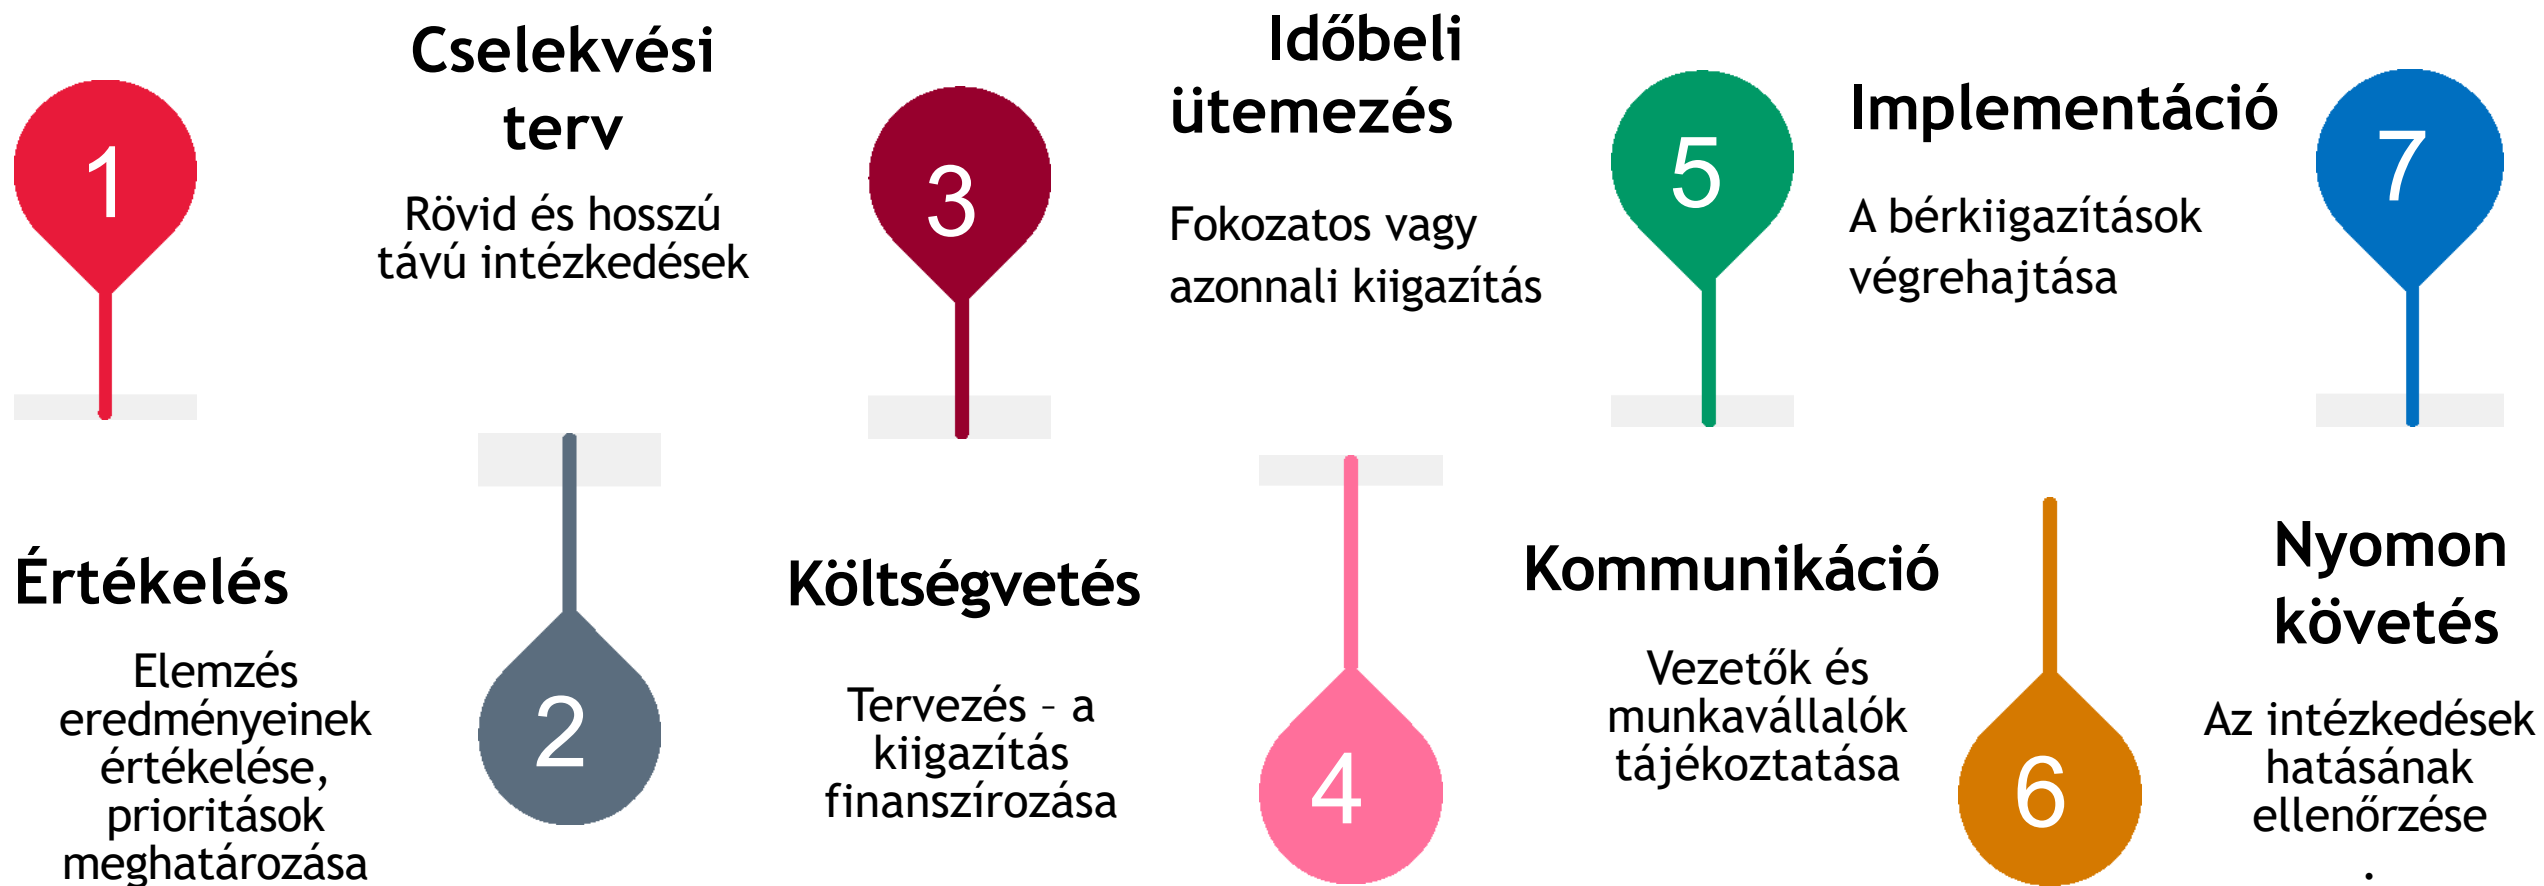 1
Értékelés
Elemzés
eredményeinek
értékelése,
prioritások
meghatározása
Cselekvési
terv
Rövid és hosszú
távú intézkedések
2
3
Költségvetés
Tervezés – a
kiigazítás
finanszírozása
Időbeli
ütemezés
Fokozatos vagy
azonnali kiigazítás
4
5
Kommunikáció
Vezetők és
munkavállalók
tájékoztatása
Implementáció
A bérkiigazítások
végrehajtása
6
7
Nyomon
követés
Az intézkedések
hatásának
ellenőrzése
.